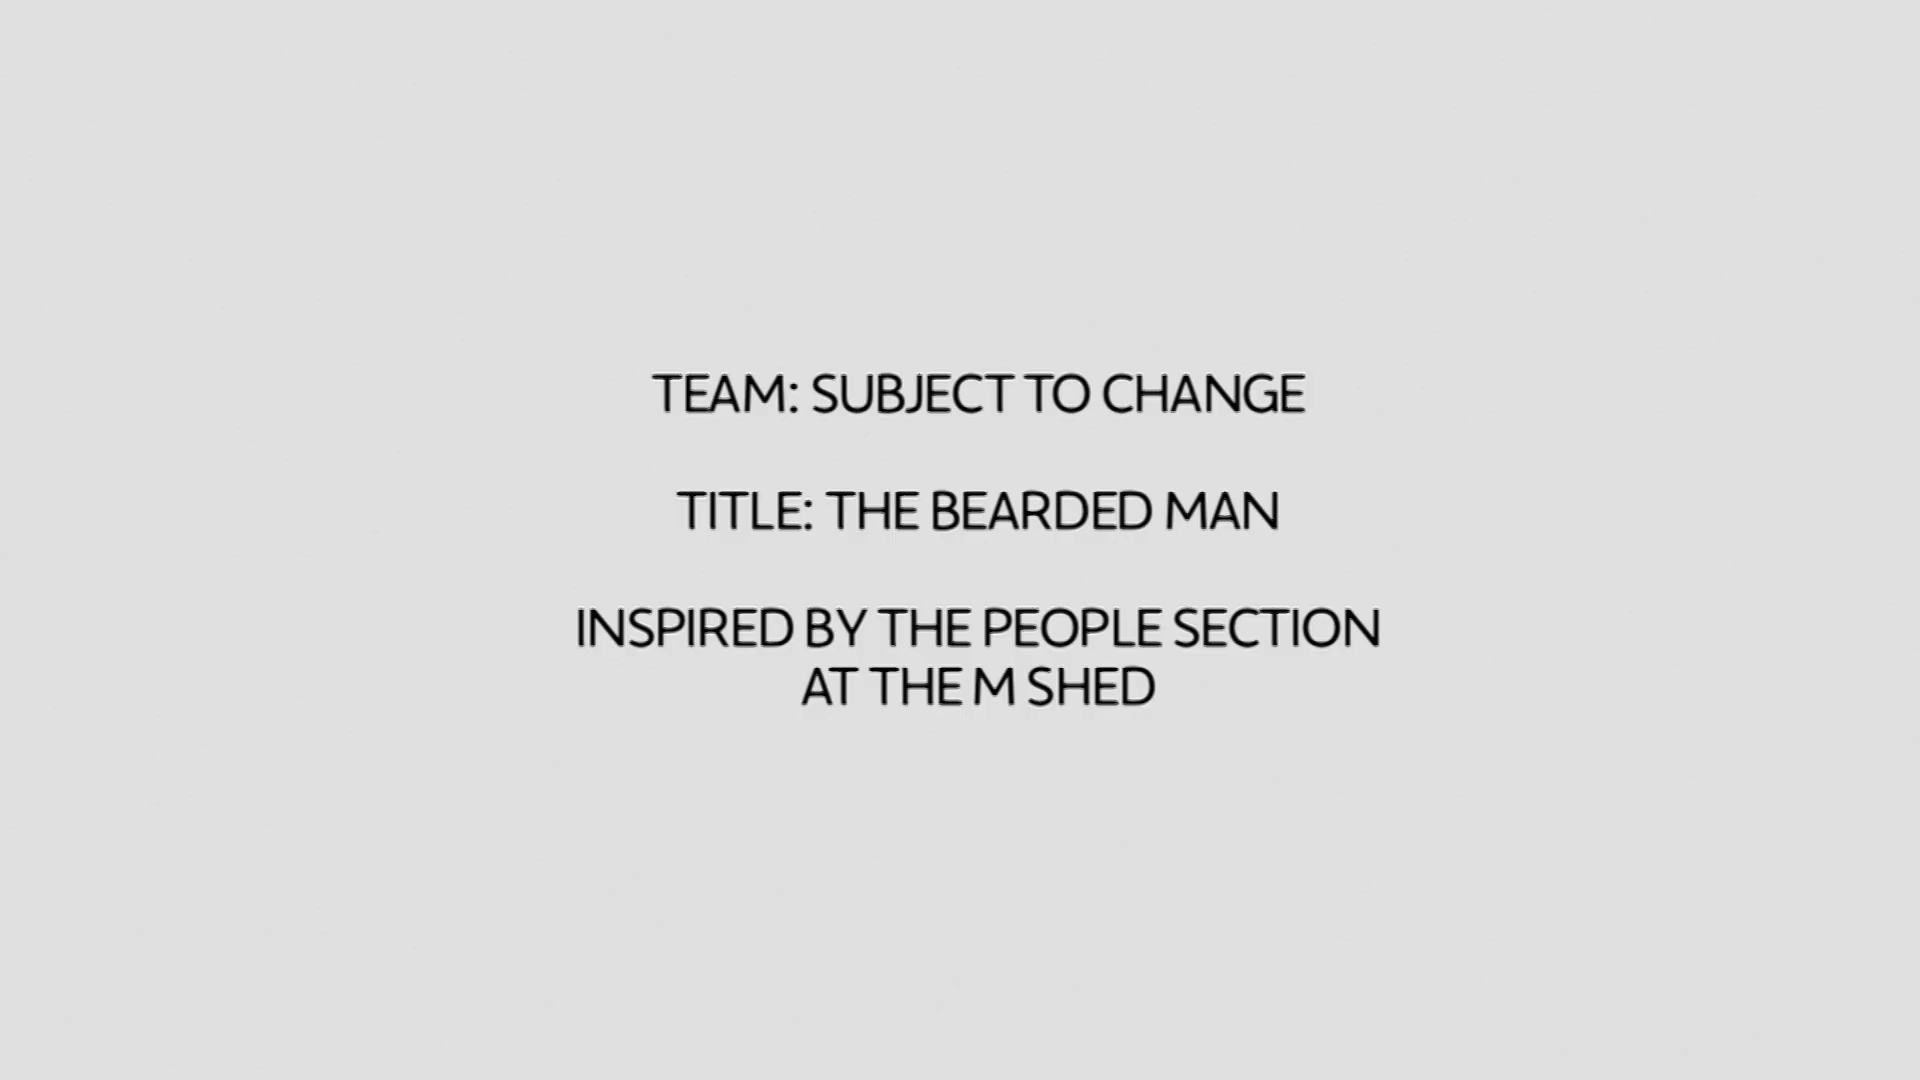 TEAM: SUBJECT TO CHANGE
TITLE: THE BEARDED MAN
INSPIRED BY THE PEOPLE SECTION
AT THE M SHED